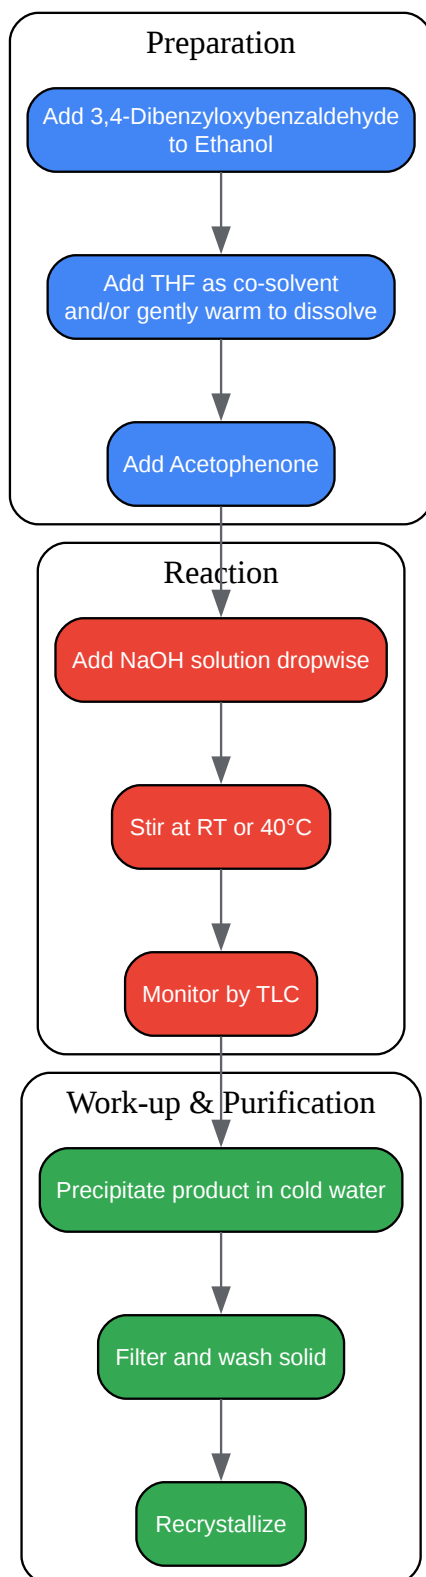 Preparation
Add 3,4-Dibenzyloxybenzaldehyde
to Ethanol
Add THF as co-solvent
and/or gently warm to dissolve
Add Acetophenone
Reaction
Add NaOH solution dropwise
Stir at RT or 40°C
Monitor by TLC
Work-up & Purification
Precipitate product in cold water
Filter and wash solid
Recrystallize